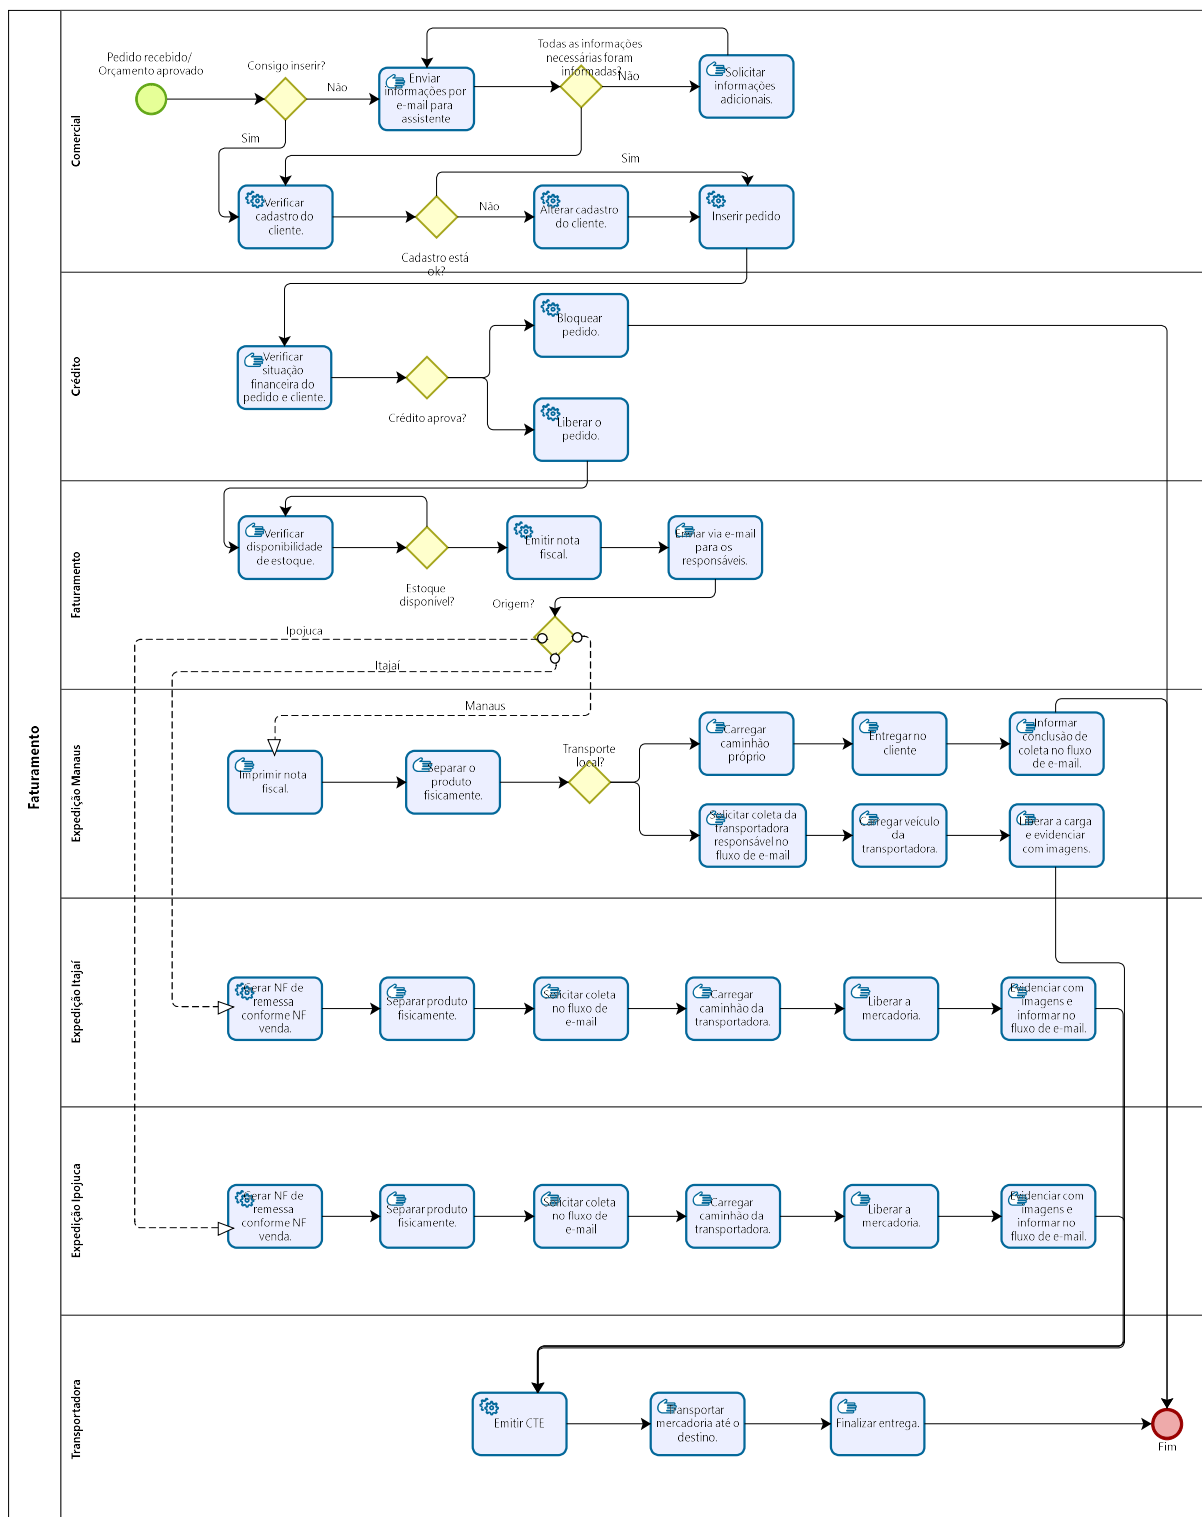 Faturamento
Comercial
Pedido recebido/
Orçamento aprovado
Consigo inserir?
Não
Sim
Enviar
informações por
e-mail para
assistente
Todas as informações
necessárias foram
informadas?
Não
Solicitar
informações
adicionais.
Verificar
cadastro do
cliente.
Cadastro está
ok?
Não
Sim
Alterar cadastro
do cliente.
Inserir pedido
Crédito
Verificar
situação
financeira do
pedido e cliente.
Crédito aprova?
Bloquear
pedido.
Liberar o
pedido.
Faturamento
Verificar
disponibilidade
de estoque.
Estoque
disponível?
Emitir nota
fiscal.
Enviar via e-mail
para os
responsáveis.
Origem?
Ipojuca
Itajaí
Manaus
Expedição Manaus
Imprimir nota
fiscal.
Separar o
produto
fisicamente.
Transporte
local?
Carregar
caminhão
próprio
Entregar no
cliente
Informar
conclusão de
coleta no fluxo
de e-mail.
Solicitar coleta da
transportadora
responsável no
fluxo de e-mail
Carregar veículo
da
transportadora.
Liberar a carga
e evidenciar
com imagens.
Expedição Itajaí
Gerar NF de
remessa
conforme NF
venda.
Separar produto
fisicamente.
Solicitar coleta
no fluxo de
e-mail
Carregar
caminhão da
transportadora.
Liberar a
mercadoria.
Evidenciar com
imagens e
informar no
fluxo de e-mail.
Expedição Ipojuca
Gerar NF de
remessa
conforme NF
venda.
Separar produto
fisicamente.
Solicitar coleta
no fluxo de
e-mail
Carregar
caminhão da
transportadora.
Liberar a
mercadoria.
Evidenciar com
imagens e
informar no
fluxo de e-mail.
Transportadora
Emitir CTE
Transportar
mercadoria até o
destino.
Finalizar entrega.
Fim